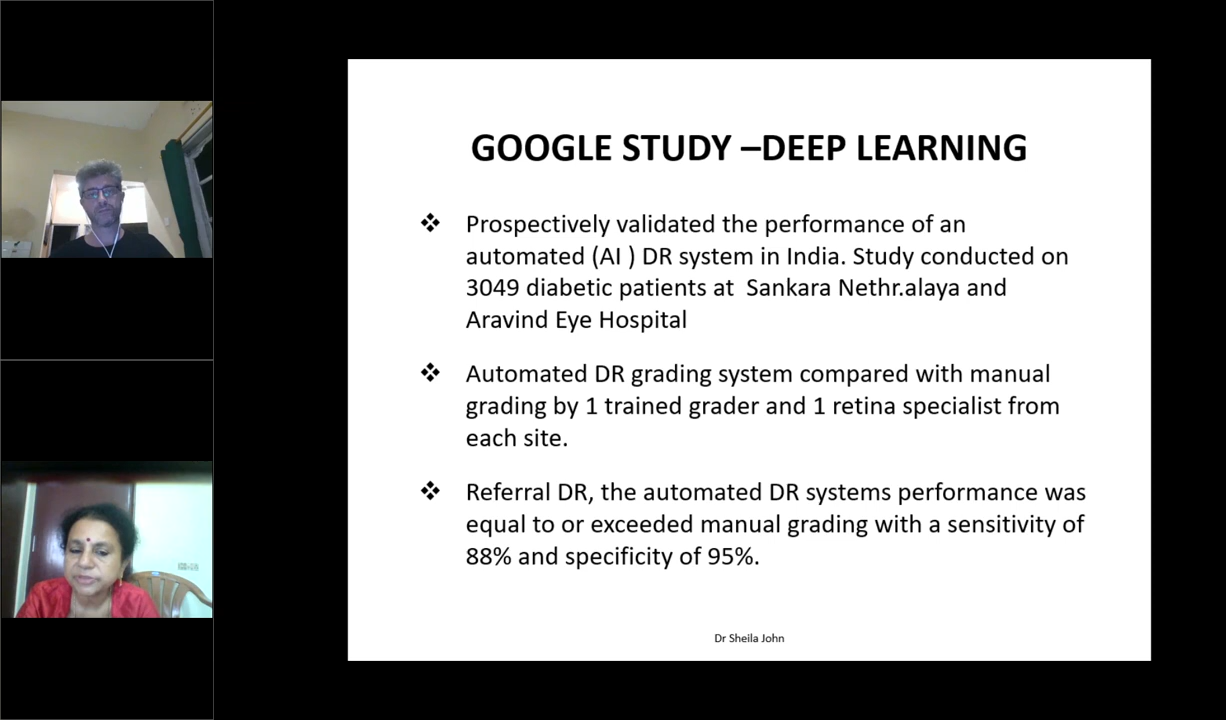 GOOGLE STUDY –DEEP LEARNING
❖ Prospectively validated the performance of an
automated (AI ) DR system in India. Study conducted on
3049 diabetic patients at Sankara Nethr.alaya and
Aravind Eye Hospital
❖ Automated DR grading system compared with manual
grading by 1 trained grader and 1 retina specialist from
each site.
❖ Referral DR, the automated DR systems performance was
equal to or exceeded manual grading with a sensitivity of
88% and specificity of 95%.
Dr Sheila John